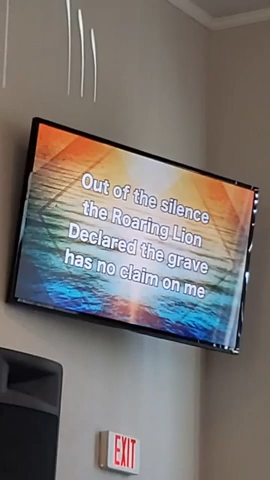 Out of the silence
the Roaring Lion
Declared the grave
has no claim on me
EXIT